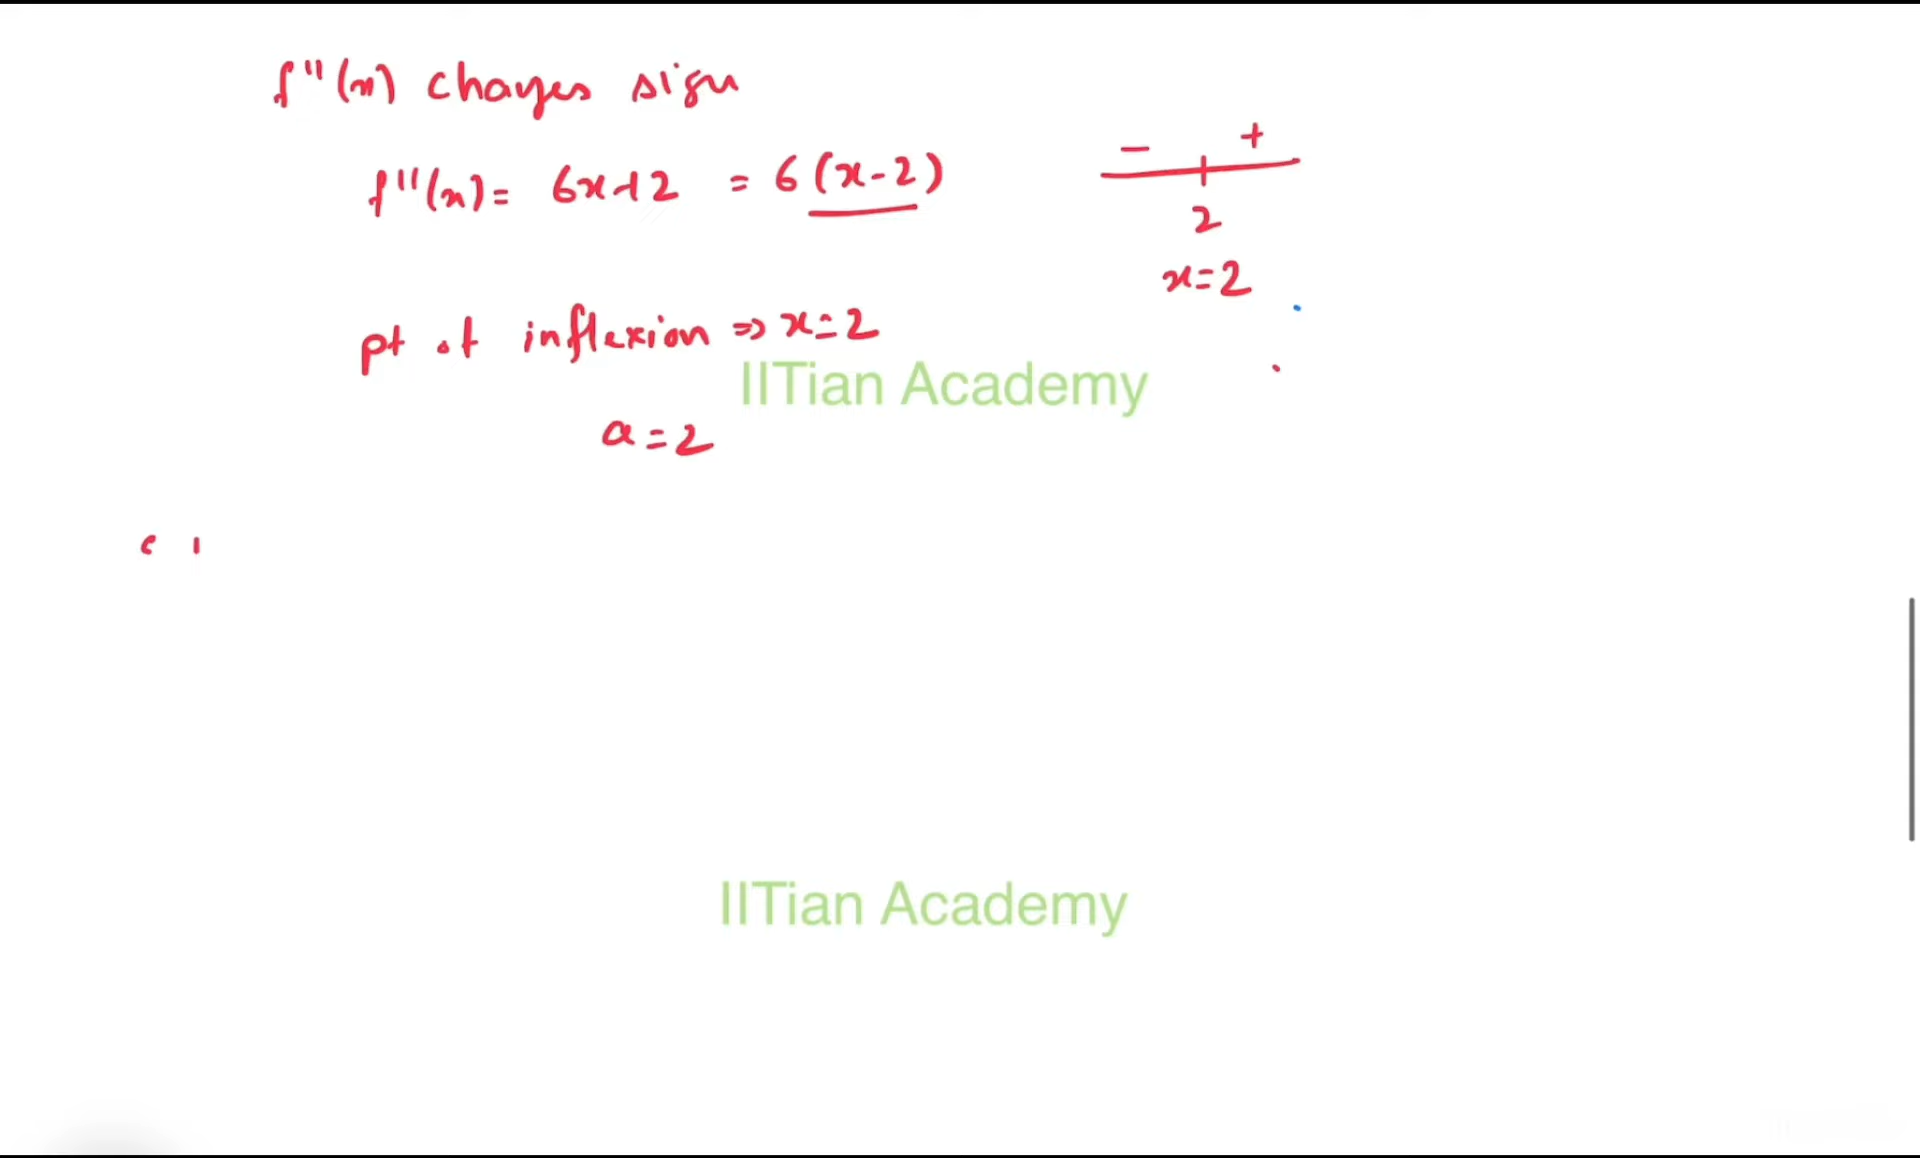 f''(x) changes sign
f''(x) = 6x-12 = 6(x-2)
- +
2
x=2
pt of inflexion => x=2
IITian Academy
a=2
IITian Academy